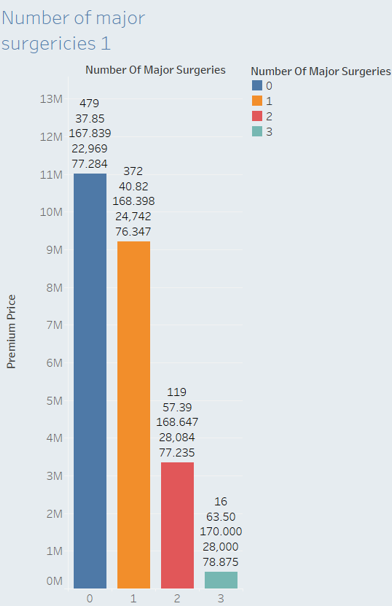 Number of major
surgericies 1
Number Of Major Surgeries
Number Of Major Surgeries
0
1
2
3
Premium Price
13M
12M
11M
10M
9M
8M
7M
6M
5M
4M
3M
2M
1M
0M
479
37.85
167.839
22,969
77.284
372
40.82
168.398
24,742
76.347
119
57.39
168.647
28,084
77.235
16
63.50
170.000
28,000
78.875
0
1
2
3